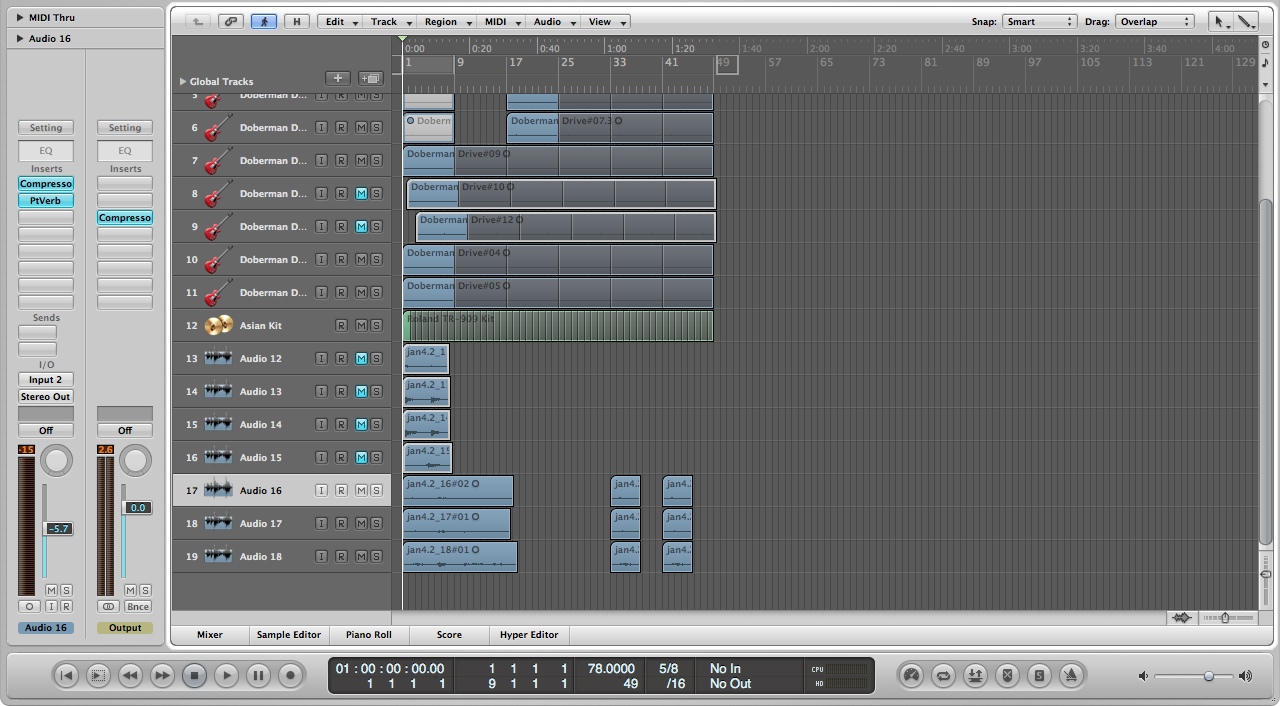 MIDI Thru
Audio 16
H Edit Track Region MIDI Audio View Snap: Smart Drag: Overlap
0:00 0:20 0:40 1:00 1:20 1:40 2:00 2:20 2:40 3:00 3:20 3:40 4:00
1 9 17 25 33 41 49 57 65 73 81 89 97 105 113 121 129
Global Tracks
Setting Setting
EQ EQ
Inserts Inserts
Compresso
PtVerb
Compresso
Sends
I/O
Input 2
Stereo Out
Off Off
-15 2.6
0.0
-5.7
M S M S
I R Bnce
Audio 16 Output
5 Doberman D... I R M S
6 Doberman D... I R M S Doberm Doberman Drive#07.3
7 Doberman D... I R M S Doberman Drive#09
8 Doberman D... I R M S Doberman Drive#10
9 Doberman D... I R M S Doberman Drive#12
10 Doberman D... I R M S Doberman Drive#04
11 Doberman D... I R M S Doberman Drive#05
12 Asian Kit R M S Roland TR-909 Kit
13 Audio 12 I R M S jan4.2_1
14 Audio 13 I R M S jan4.2_1
15 Audio 14 I R M S jan4.2_1
16 Audio 15 I R M S jan4.2_15
17 Audio 16 I R M S jan4.2_16#02 jan4. jan4.
18 Audio 17 I R M S jan4.2_17#01 jan4. jan4.
19 Audio 18 I R M S jan4.2_18#01 jan4. jan4.
Mixer Sample Editor Piano Roll Score Hyper Editor
01 : 00 : 00 : 00.00 1 1 1 1 78.0000 5/8 No In CPU
1 1 1 1 9 1 1 1 49 /16 No Out HD
S